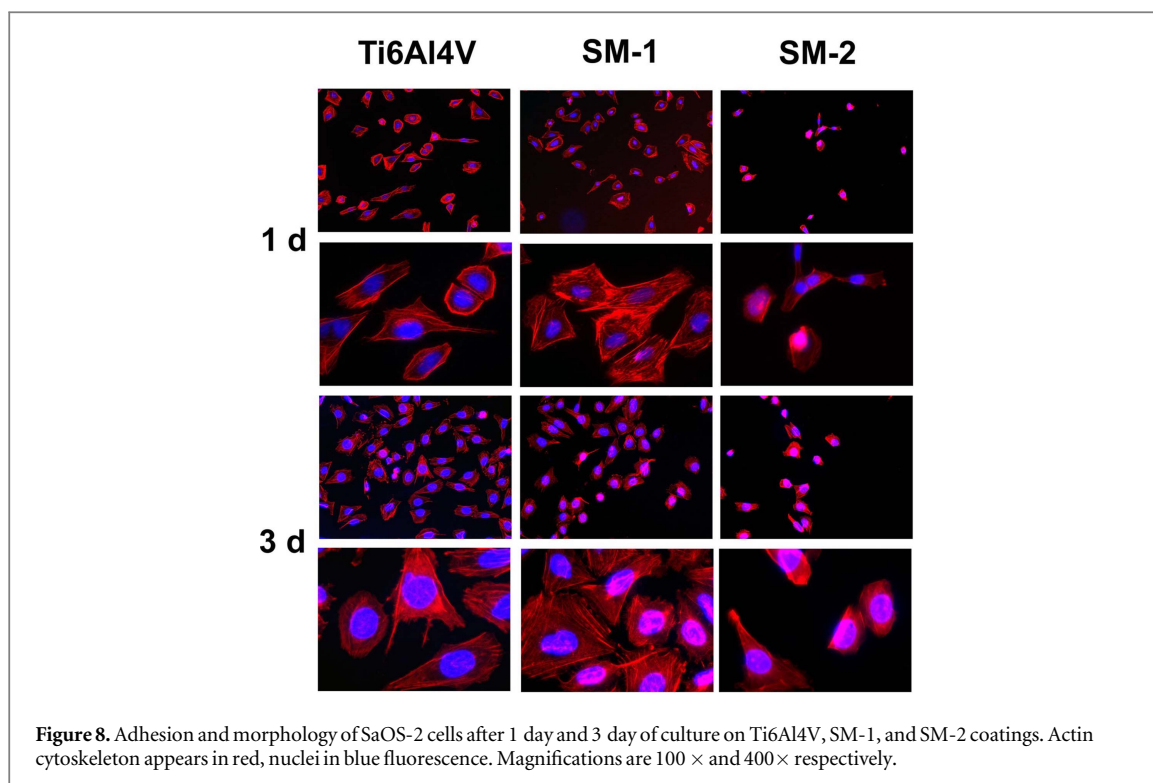 Ti6Al4V SM-1 SM-2
1 d
3 d
Figure 8. Adhesion and morphology of SaOS-2 cells after 1 day and 3 day of culture on Ti6Al4V, SM-1, and SM-2 coatings. Actin
cytoskeleton appears in red, nuclei in blue fluorescence. Magnifications are 100 × and 400× respectively.